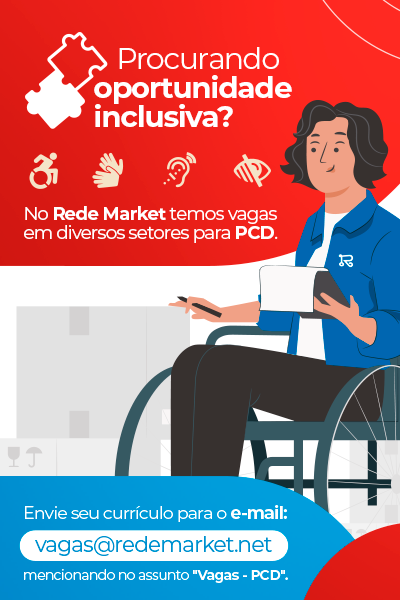 Procurando
oportunidade
inclusiva?
No Rede Market temos vagas
em diversos setores para PCD.
Envie seu currículo para o e-mail:
vagas@redemarket.net
mencionando no assunto "Vagas - PCD".